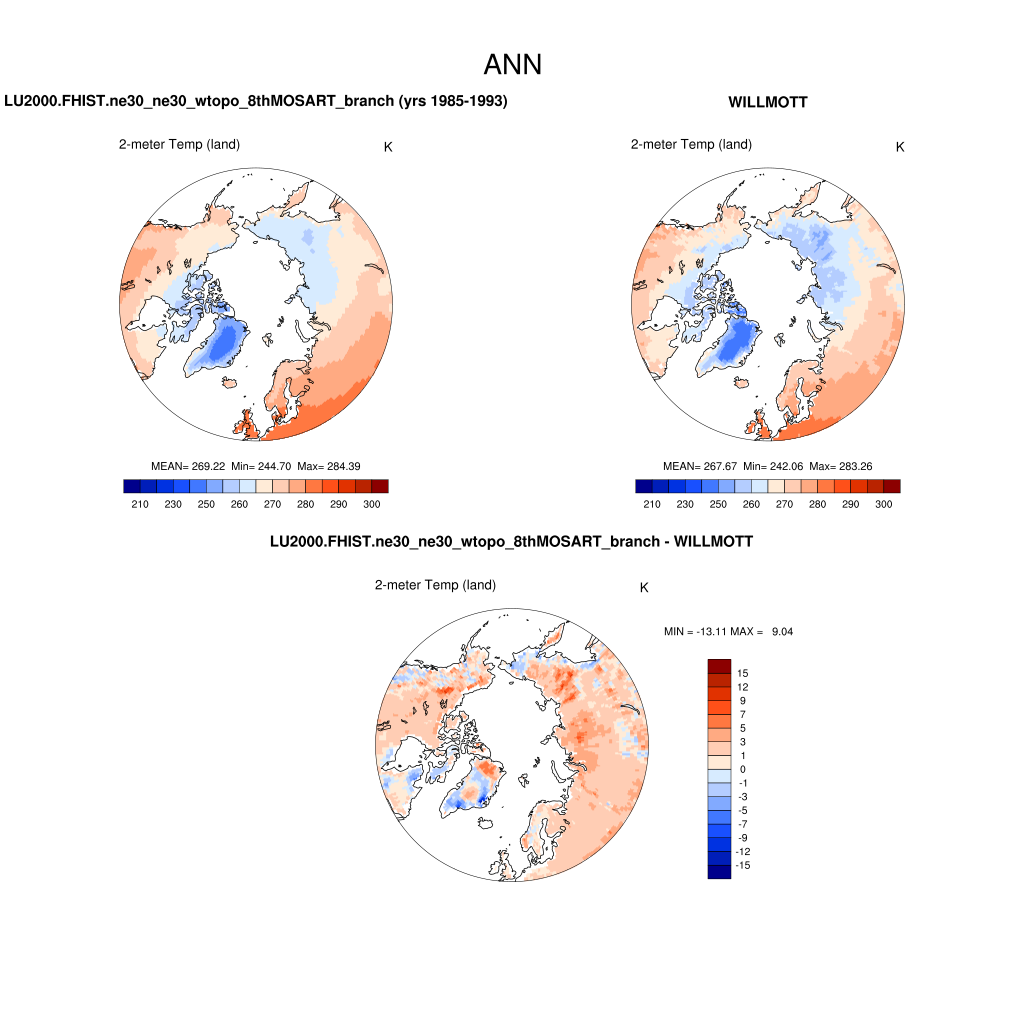 ANN
LU2000.FHIST.ne30_ne30_wtopo_8thMOSART_branch (yrs 1985-1993)
2-meter Temp (land) K
MEAN= 269.22 Min= 244.70 Max= 284.39
210 230 250 260 270 280 290 300
WILLMOTT
2-meter Temp (land) K
MEAN= 267.67 Min= 242.06 Max= 283.26
210 230 250 260 270 280 290 300
LU2000.FHIST.ne30_ne30_wtopo_8thMOSART_branch - WILLMOTT
2-meter Temp (land) K
MIN = -13.11 MAX = 9.04
15
12
9
7
5
3
1
0
-1
-3
-5
-7
-9
-12
-15